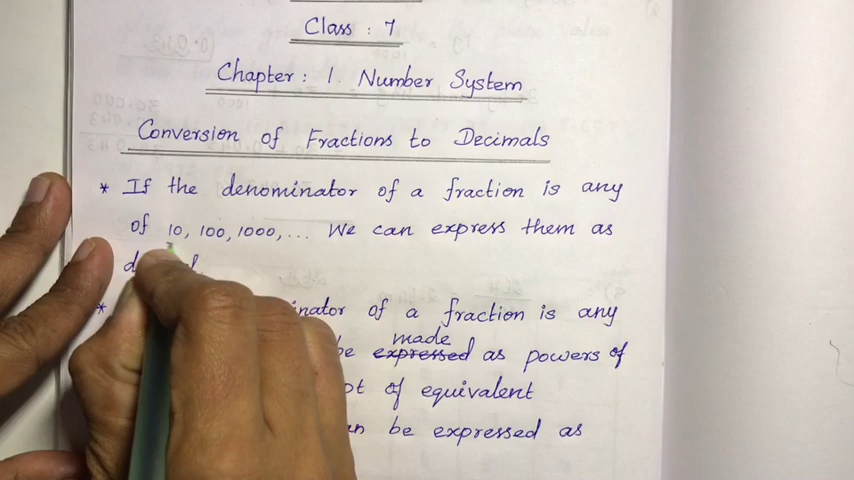 Class : 7
Chapter : 1. Number System
Conversion of Fractions to Decimals
* If the denominator of a fraction is any
of 10, 100, 1000, ... We can express them as
* of a fraction is any
made
be expressed as powers of
of equivalent
be expressed as